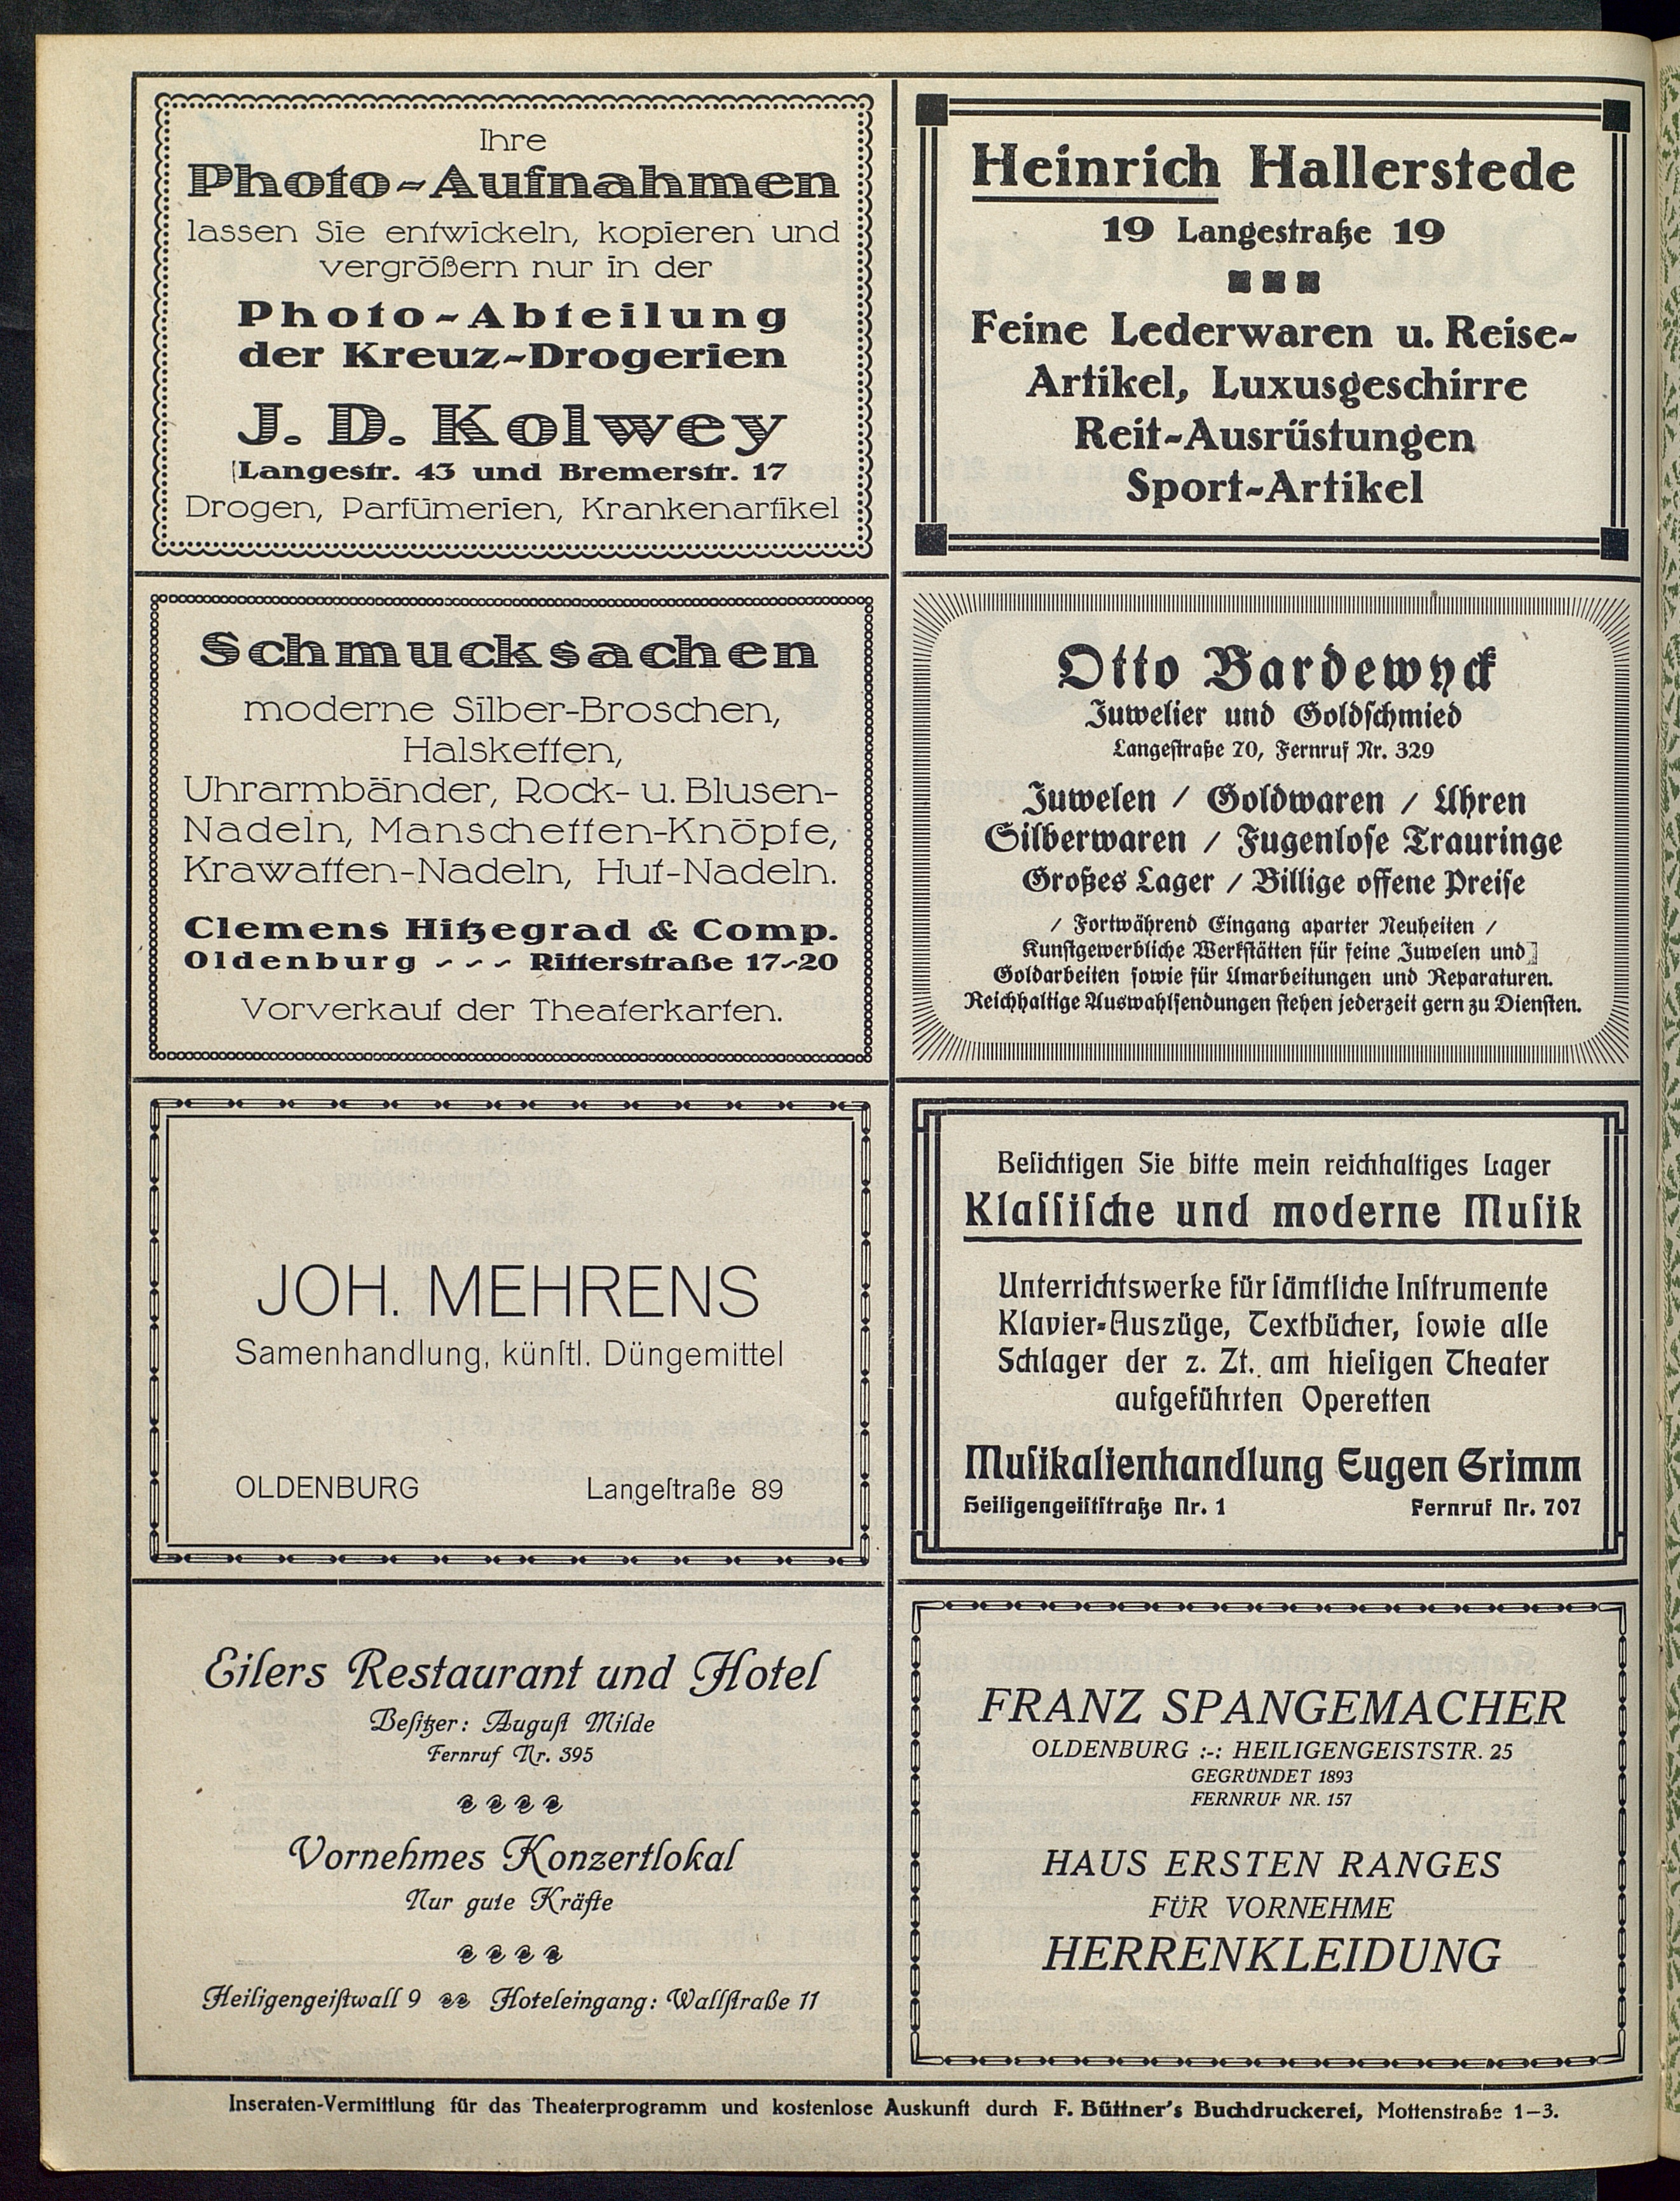 Ihre
Photo-Aufnahmen
lassen Sie entwickeln, kopieren und
vergrößern nur in der
Photo-Abteilung
der Kreuz-Drogerien
J. D. Kolwey
Langestr. 43 und Bremerstr. 17
Drogen, Parfümerien, Krankenartikel
Heinrich Hallerstede
19 Langestraße 19
Feine Lederwaren u. Reise-
Artikel, Luxusgeschirre
Reit-Ausrüstungen
Sport-Artikel
Schmucksachen
moderne Silber-Broschen,
Halsketten,
Uhrarmbänder, Rock- u. Blusen-
Nadeln, Manschetten-Knöpfe,
Krawatten-Nadeln, Hut-Nadeln.
Clemens Hitzegrad & Comp.
Oldenburg - - - Ritterstraße 17-20
Vorverkauf der Theaterkarten.
Otto Bardewyck
Juwelier und Goldſchmied
Langeſtraße 70, Fernruf Nr. 329
Juwelen / Goldwaren / Uhren
Silberwaren / Fugenloſe Trauringe
Großes Lager / Billige offene Preiſe
/ Fortwährend Eingang aparter Neuheiten /
Kunſtgewerbliche Werkſtätten für feine Juwelen und
Goldarbeiten ſowie für Umarbeitungen und Reparaturen.
Reichhaltige Auswahlſendungen ſtehen jederzeit gern zu Dienſten.
JOH. MEHRENS
Samenhandlung, künſtl. Düngemittel
OLDENBURG Langeſtraße 89
Beſichtigen Sie bitte mein reichhaltiges Lager
Klaſſiſche und moderne Muſik
Unterrichtswerke für ſämtliche Inſtrumente
Klavier-Auszüge, Textbücher, ſowie alle
Schlager der z. Zt. am hieſigen Theater
aufgeführten Operetten
Muſikalienhandlung Eugen Grimm
Heiligengeiſtſtraße Nr. 1 Fernruf Nr. 707
Eilers Restaurant und Hotel
Beſitzer: Auguſt Milde
Fernruf Nr. 395
Vornehmes Konzertlokal
Nur gute Kräfte
Heiligengeiſtwall 9 Hoteleingang: Wallſtraße 11
FRANZ SPANGEMACHER
OLDENBURG :-: HEILIGENGEISTSTR. 25
GEGRÜNDET 1893
FERNRUF NR. 157
HAUS ERSTEN RANGES
FÜR VORNEHME
HERRENKLEIDUNG
Inseraten-Vermittlung für das Theaterprogramm und kostenlose Auskunft durch F. Büttner's Buchdruckerei, Mottenstraße 1-3.